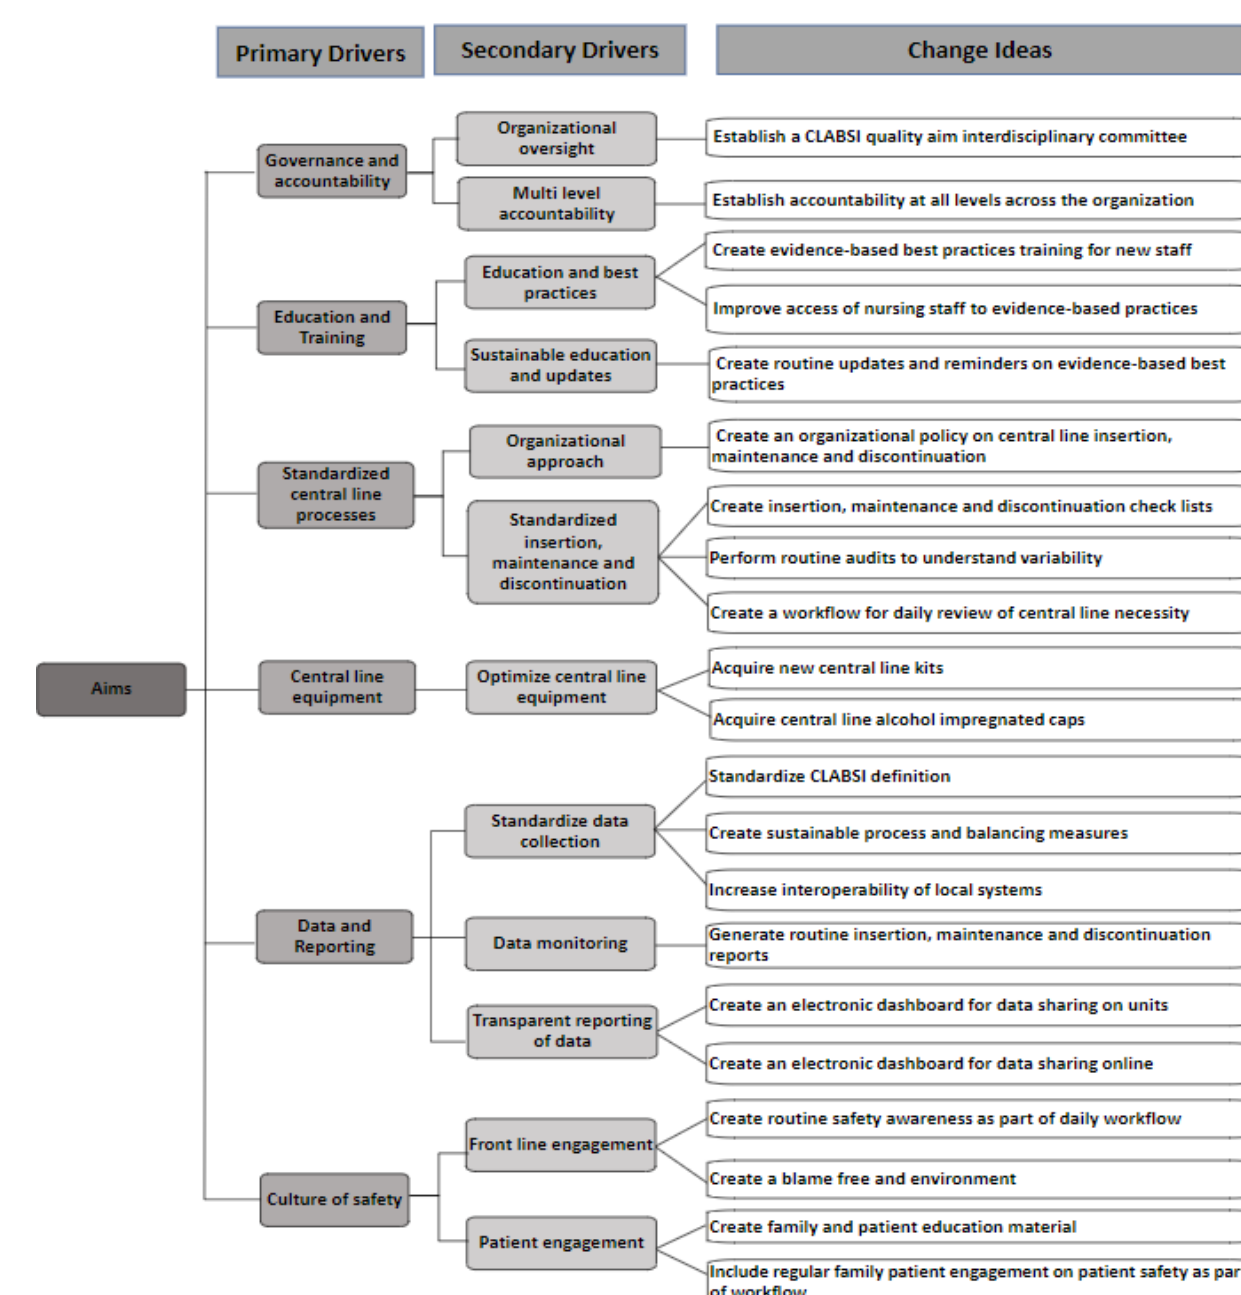 Primary Drivers
Secondary Drivers
Change Ideas
Aims
Governance and
accountability
Organizational
oversight
Establish a CLABSI quality aim interdisciplinary committee
Multi level
accountability
Establish accountability at all levels across the organization
Education and
Training
Education and best
practices
Create evidence-based best practices training for new staff
Improve access of nursing staff to evidence-based practices
Sustainable education
and updates
Create routine updates and reminders on evidence-based best
practices
Standardized
central line
processes
Organizational
approach
Create an organizational policy on central line insertion,
maintenance and discontinuation
Standardized
insertion,
maintenance and
discontinuation
Create insertion, maintenance and discontinuation check lists
Perform routine audits to understand variability
Create a workflow for daily review of central line necessity
Central line
equipment
Optimize central line
equipment
Acquire new central line kits
Acquire central line alcohol impregnated caps
Data and
Reporting
Standardize data
collection
Standardize CLABSI definition
Create sustainable process and balancing measures
Increase interoperability of local systems
Data monitoring
Generate routine insertion, maintenance and discontinuation
reports
Transparent reporting
of data
Create an electronic dashboard for data sharing on units
Create an electronic dashboard for data sharing online
Culture of safety
Front line engagement
Create routine safety awareness as part of daily workflow
Create a blame free and environment
Patient engagement
Create family and patient education material
Include regular family patient engagement on patient safety as par
of workflow